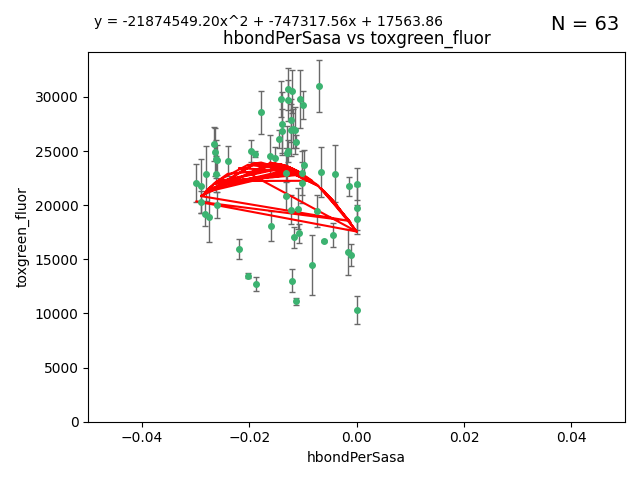 y = -21874549.20x^2 + -747317.56x + 17563.86
N = 63
hbondPerSasa vs toxgreen_fluor
toxgreen_fluor
30000
25000
20000
15000
10000
5000
0
−0.04
−0.02
0.00
0.02
0.04
hbondPerSasa